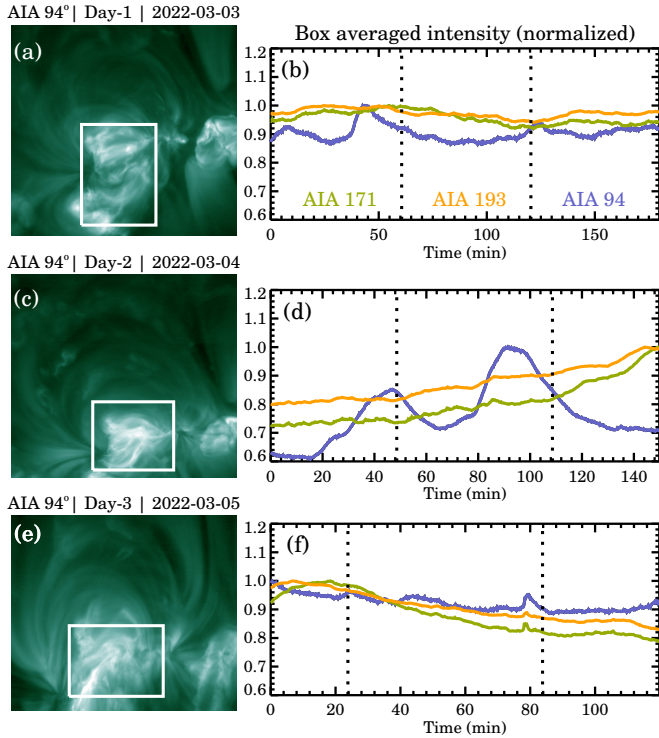 AIA 94°| Day-1 | 2022-03-03
(a)
Box averaged intensity (normalized)
(b)
1.2
1.1
1.0
0.9
0.8
0.7
0.6
AIA 171 AIA 193 AIA 94
0 50 100 150
Time (min)
AIA 94°| Day-2 | 2022-03-04
(c)
(d)
1.2
1.1
1.0
0.9
0.8
0.7
0.6
0 20 40 60 80 100 120 140
Time (min)
AIA 94°| Day-3 | 2022-03-05
(e)
(f)
1.2
1.1
1.0
0.9
0.8
0.7
0.6
0 20 40 60 80 100
Time (min)